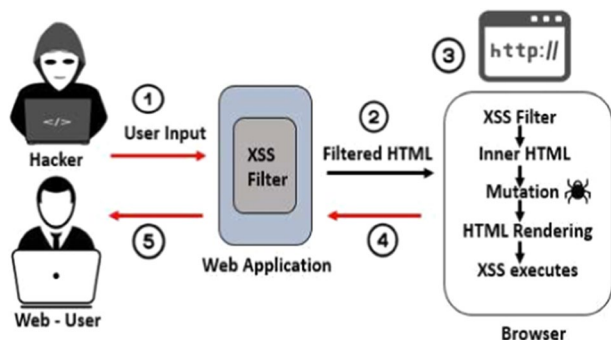 1
User Input
</>
Hacker
XSS
Filter
2
Filtered HTML
3
http://
XSS Filter
Inner HTML
Mutation
HTML Rendering
XSS executes
5
4
Web Application
Web - User
Browser